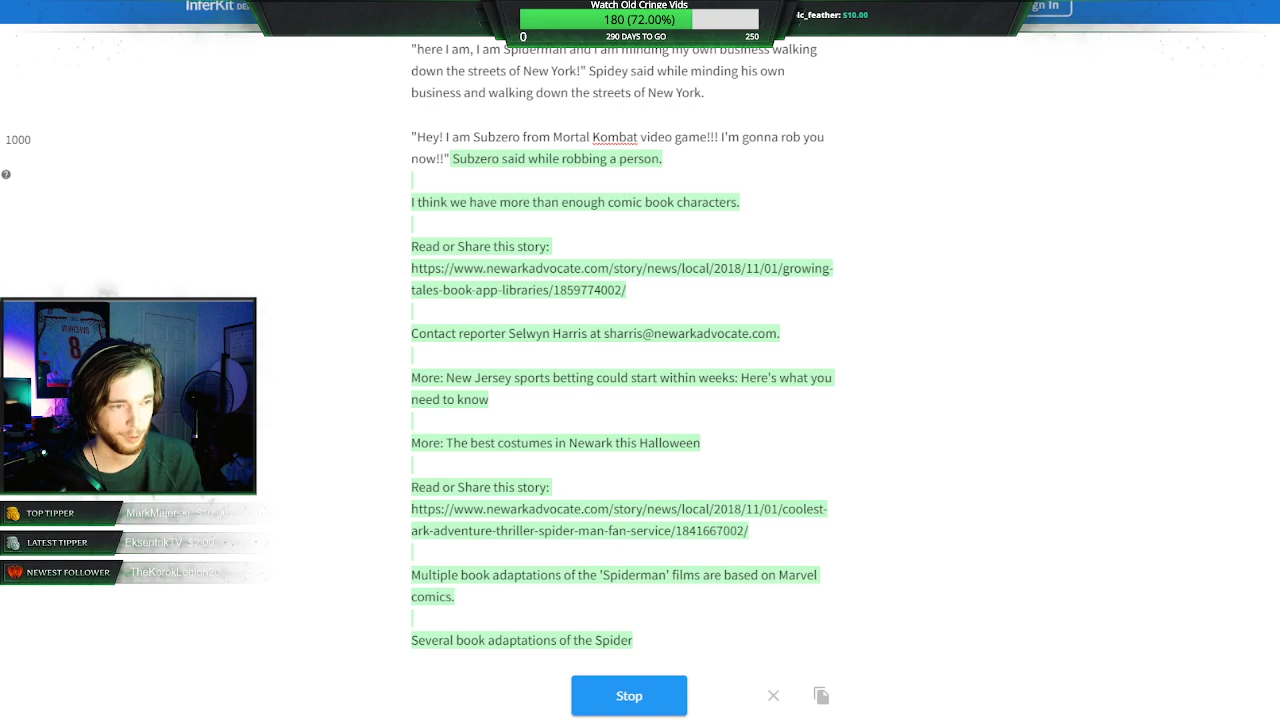 InferKit DE
Watch Old Cringe Vids
180 (72.00%)
0
290 DAYS TO GO
250
lc_feather: $10.00
gn In
"here I am, I am Spiderman and I am minding my own business walking
down the streets of New York!" Spidey said while minding his own
business and walking down the streets of New York.
1000
"Hey! I am Subzero from Mortal Kombat video game!!! I'm gonna rob you
now!!" Subzero said while robbing a person.
I think we have more than enough comic book characters.
Read or Share this story:
https://www.newarkadvocate.com/story/news/local/2018/11/01/growing-
tales-book-app-libraries/1859774002/
Contact reporter Selwyn Harris at sharris@newarkadvocate.com.
More: New Jersey sports betting could start within weeks: Here's what you
need to know
More: The best costumes in Newark this Halloween
Read or Share this story:
https://www.newarkadvocate.com/story/news/local/2018/11/01/coolest-
ark-adventure-thriller-spider-man-fan-service/1841667002/
Multiple book adaptations of the 'Spiderman' films are based on Marvel
comics.
Several book adaptations of the Spider
Stop
8
TOP TIPPER
LATEST TIPPER
EksentrikTV $2.00
NEWEST FOLLOWER